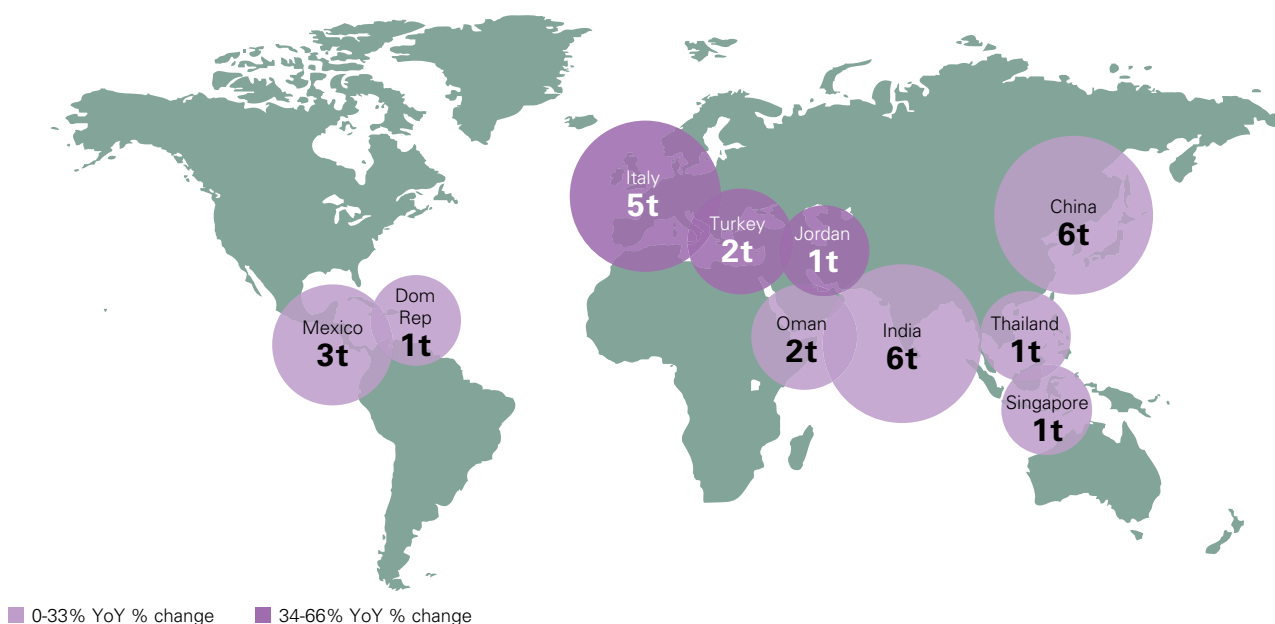 Italy
5t
Turkey
2t
Jordan
1t
China
6t
Dom
Rep
1t
Mexico
3t
Oman
2t
India
6t
Thailand
1t
Singapore
1t
0-33% YoY % change
34-66% YoY % change